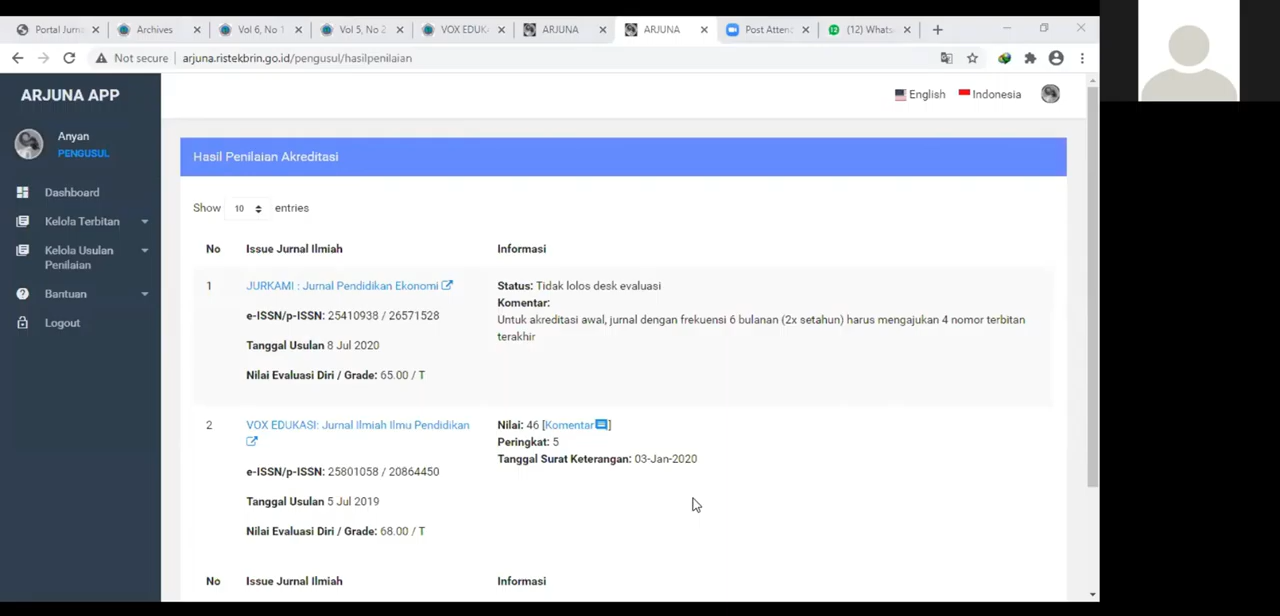 Portal Jurna
Archives
Vol 6, No 1
Vol 5, No 2
VOX EDUK
ARJUNA
ARJUNA
Post Atten
(12) Whats
Not secure
arjuna.ristekbrin.go.id/pengusul/hasilpenilaian
ARJUNA APP
English
Indonesia
Anyan
PENGUSUL
Dashboard
Kelola Terbitan
Kelola Usulan
Penilaian
Bantuan
Logout
Hasil Penilaian Akreditasi
Show 10 entries
No Issue Jurnal Ilmiah Informasi
1 JURKAMI : Jurnal Pendidikan Ekonomi
e-ISSN/p-ISSN: 25410938 / 26571528
Tanggal Usulan 8 Jul 2020
Nilai Evaluasi Diri / Grade: 65.00 / T
Status: Tidak lolos desk evaluasi
Komentar:
Untuk akreditasi awal, jurnal dengan frekuensi 6 bulanan (2x setahun) harus mengajukan 4 nomor terbitan
terakhir
2 VOX EDUKASI: Jurnal Ilmiah Ilmu Pendidikan
e-ISSN/p-ISSN: 25801058 / 20864450
Tanggal Usulan 5 Jul 2019
Nilai Evaluasi Diri / Grade: 68.00 / T
Nilai: 46 [Komentar]
Peringkat: 5
Tanggal Surat Keterangan: 03-Jan-2020
No Issue Jurnal Ilmiah Informasi